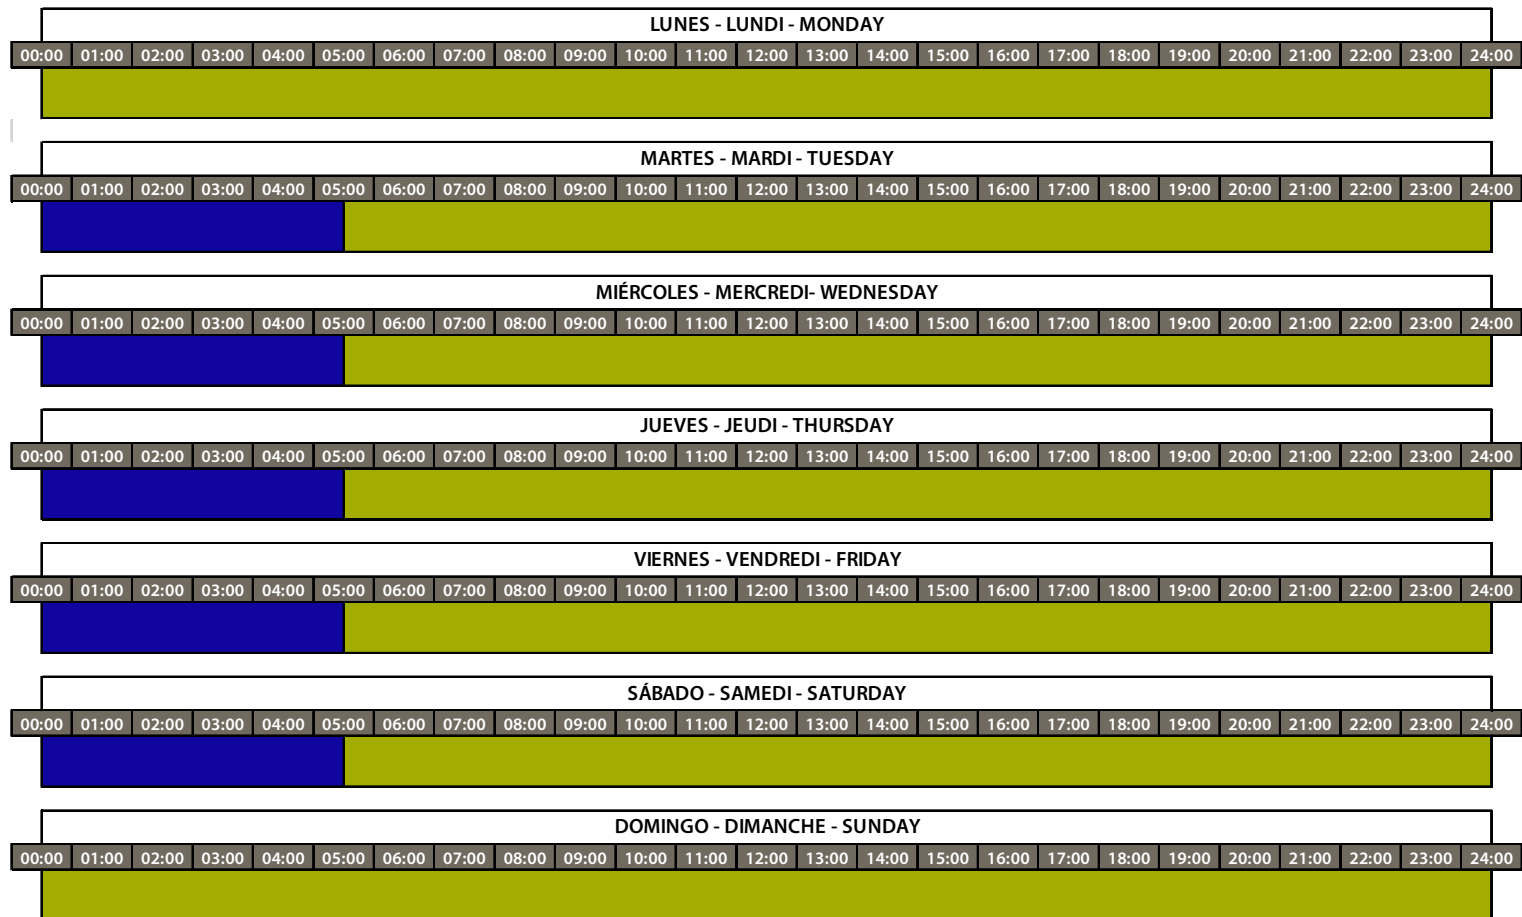 LUNES - LUNDI - MONDAY
00:00 01:00 02:00 03:00 04:00 05:00 06:00 07:00 08:00 09:00 10:00 11:00 12:00 13:00 14:00 15:00 16:00 17:00 18:00 19:00 20:00 21:00 22:00 23:00 24:00
MARTES - MARDI - TUESDAY
00:00 01:00 02:00 03:00 04:00 05:00 06:00 07:00 08:00 09:00 10:00 11:00 12:00 13:00 14:00 15:00 16:00 17:00 18:00 19:00 20:00 21:00 22:00 23:00 24:00
MIÉRCOLES - MERCREDI- WEDNESDAY
00:00 01:00 02:00 03:00 04:00 05:00 06:00 07:00 08:00 09:00 10:00 11:00 12:00 13:00 14:00 15:00 16:00 17:00 18:00 19:00 20:00 21:00 22:00 23:00 24:00
JUEVES - JEUDI - THURSDAY
00:00 01:00 02:00 03:00 04:00 05:00 06:00 07:00 08:00 09:00 10:00 11:00 12:00 13:00 14:00 15:00 16:00 17:00 18:00 19:00 20:00 21:00 22:00 23:00 24:00
VIERNES - VENDREDI - FRIDAY
00:00 01:00 02:00 03:00 04:00 05:00 06:00 07:00 08:00 09:00 10:00 11:00 12:00 13:00 14:00 15:00 16:00 17:00 18:00 19:00 20:00 21:00 22:00 23:00 24:00
SÁBADO - SAMEDI - SATURDAY
00:00 01:00 02:00 03:00 04:00 05:00 06:00 07:00 08:00 09:00 10:00 11:00 12:00 13:00 14:00 15:00 16:00 17:00 18:00 19:00 20:00 21:00 22:00 23:00 24:00
DOMINGO - DIMANCHE - SUNDAY
00:00 01:00 02:00 03:00 04:00 05:00 06:00 07:00 08:00 09:00 10:00 11:00 12:00 13:00 14:00 15:00 16:00 17:00 18:00 19:00 20:00 21:00 22:00 23:00 24:00